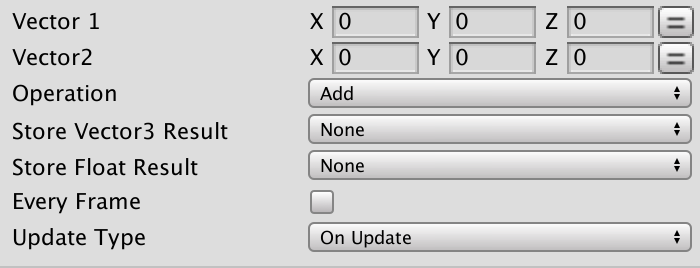 Vector 1 X 0 Y 0 Z 0
Vector2 X 0 Y 0 Z 0
Operation Add
Store Vector3 Result None
Store Float Result None
Every Frame
Update Type On Update